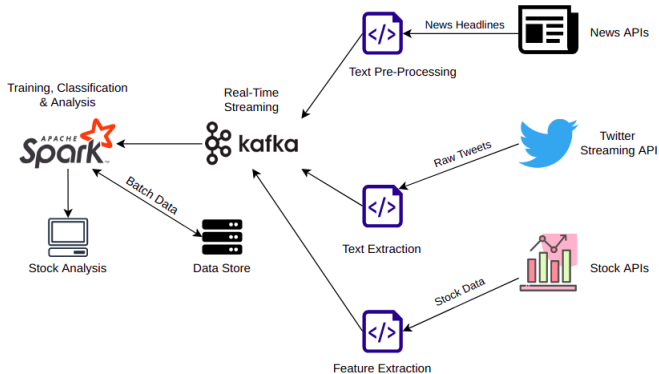 News Headlines
News APIs
</>
Text Pre-Processing
Training, Classification
& Analysis
Real-Time
Streaming
APACHE
Spark™
kafka
Twitter
Streaming API
Raw Tweets
</>
Text Extraction
Batch Data
Stock Analysis
Data Store
Stock APIs
Stock Data
</>
Feature Extraction